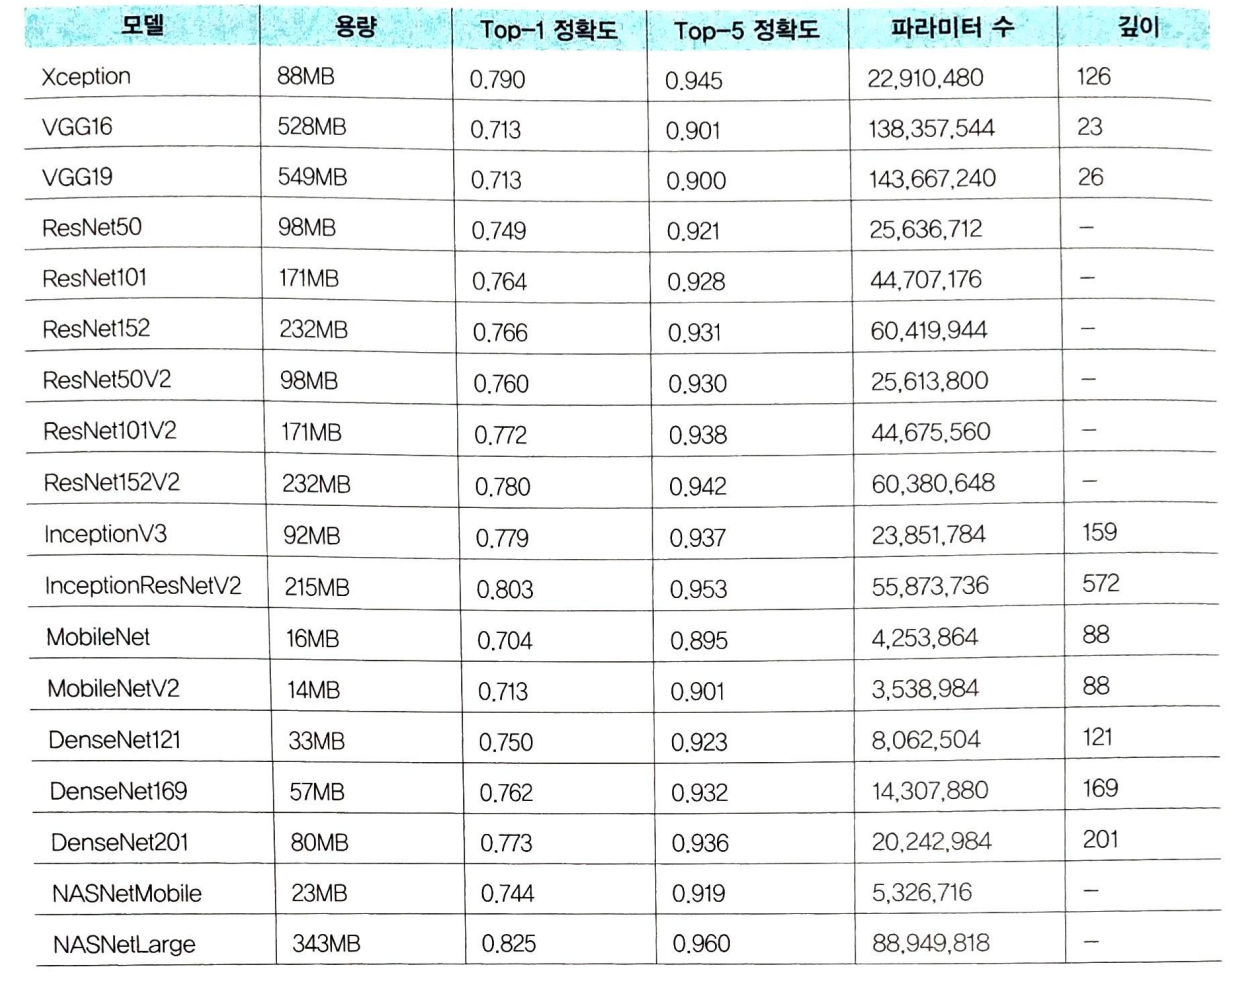 모델 용량 Top-1 정확도 Top-5 정확도 파라미터 수 깊이
Xception 88MB 0.790 0.945 22,910,480 126
VGG16 528MB 0.713 0.901 138,357,544 23
VGG19 549MB 0.713 0.900 143,667,240 26
ResNet50 98MB 0.749 0.921 25,636,712 –
ResNet101 171MB 0.764 0.928 44,707,176 –
ResNet152 232MB 0.766 0.931 60,419,944 –
ResNet50V2 98MB 0.760 0.930 25,613,800 –
ResNet101V2 171MB 0.772 0.938 44,675,560 –
ResNet152V2 232MB 0.780 0.942 60,380,648 –
InceptionV3 92MB 0.779 0.937 23,851,784 159
InceptionResNetV2 215MB 0.803 0.953 55,873,736 572
MobileNet 16MB 0.704 0.895 4,253,864 88
MobileNetV2 14MB 0.713 0.901 3,538,984 88
DenseNet121 33MB 0.750 0.923 8,062,504 121
DenseNet169 57MB 0.762 0.932 14,307,880 169
DenseNet201 80MB 0.773 0.936 20,242,984 201
NASNetMobile 23MB 0.744 0.919 5,326,716 –
NASNetLarge 343MB 0.825 0.960 88,949,818 –